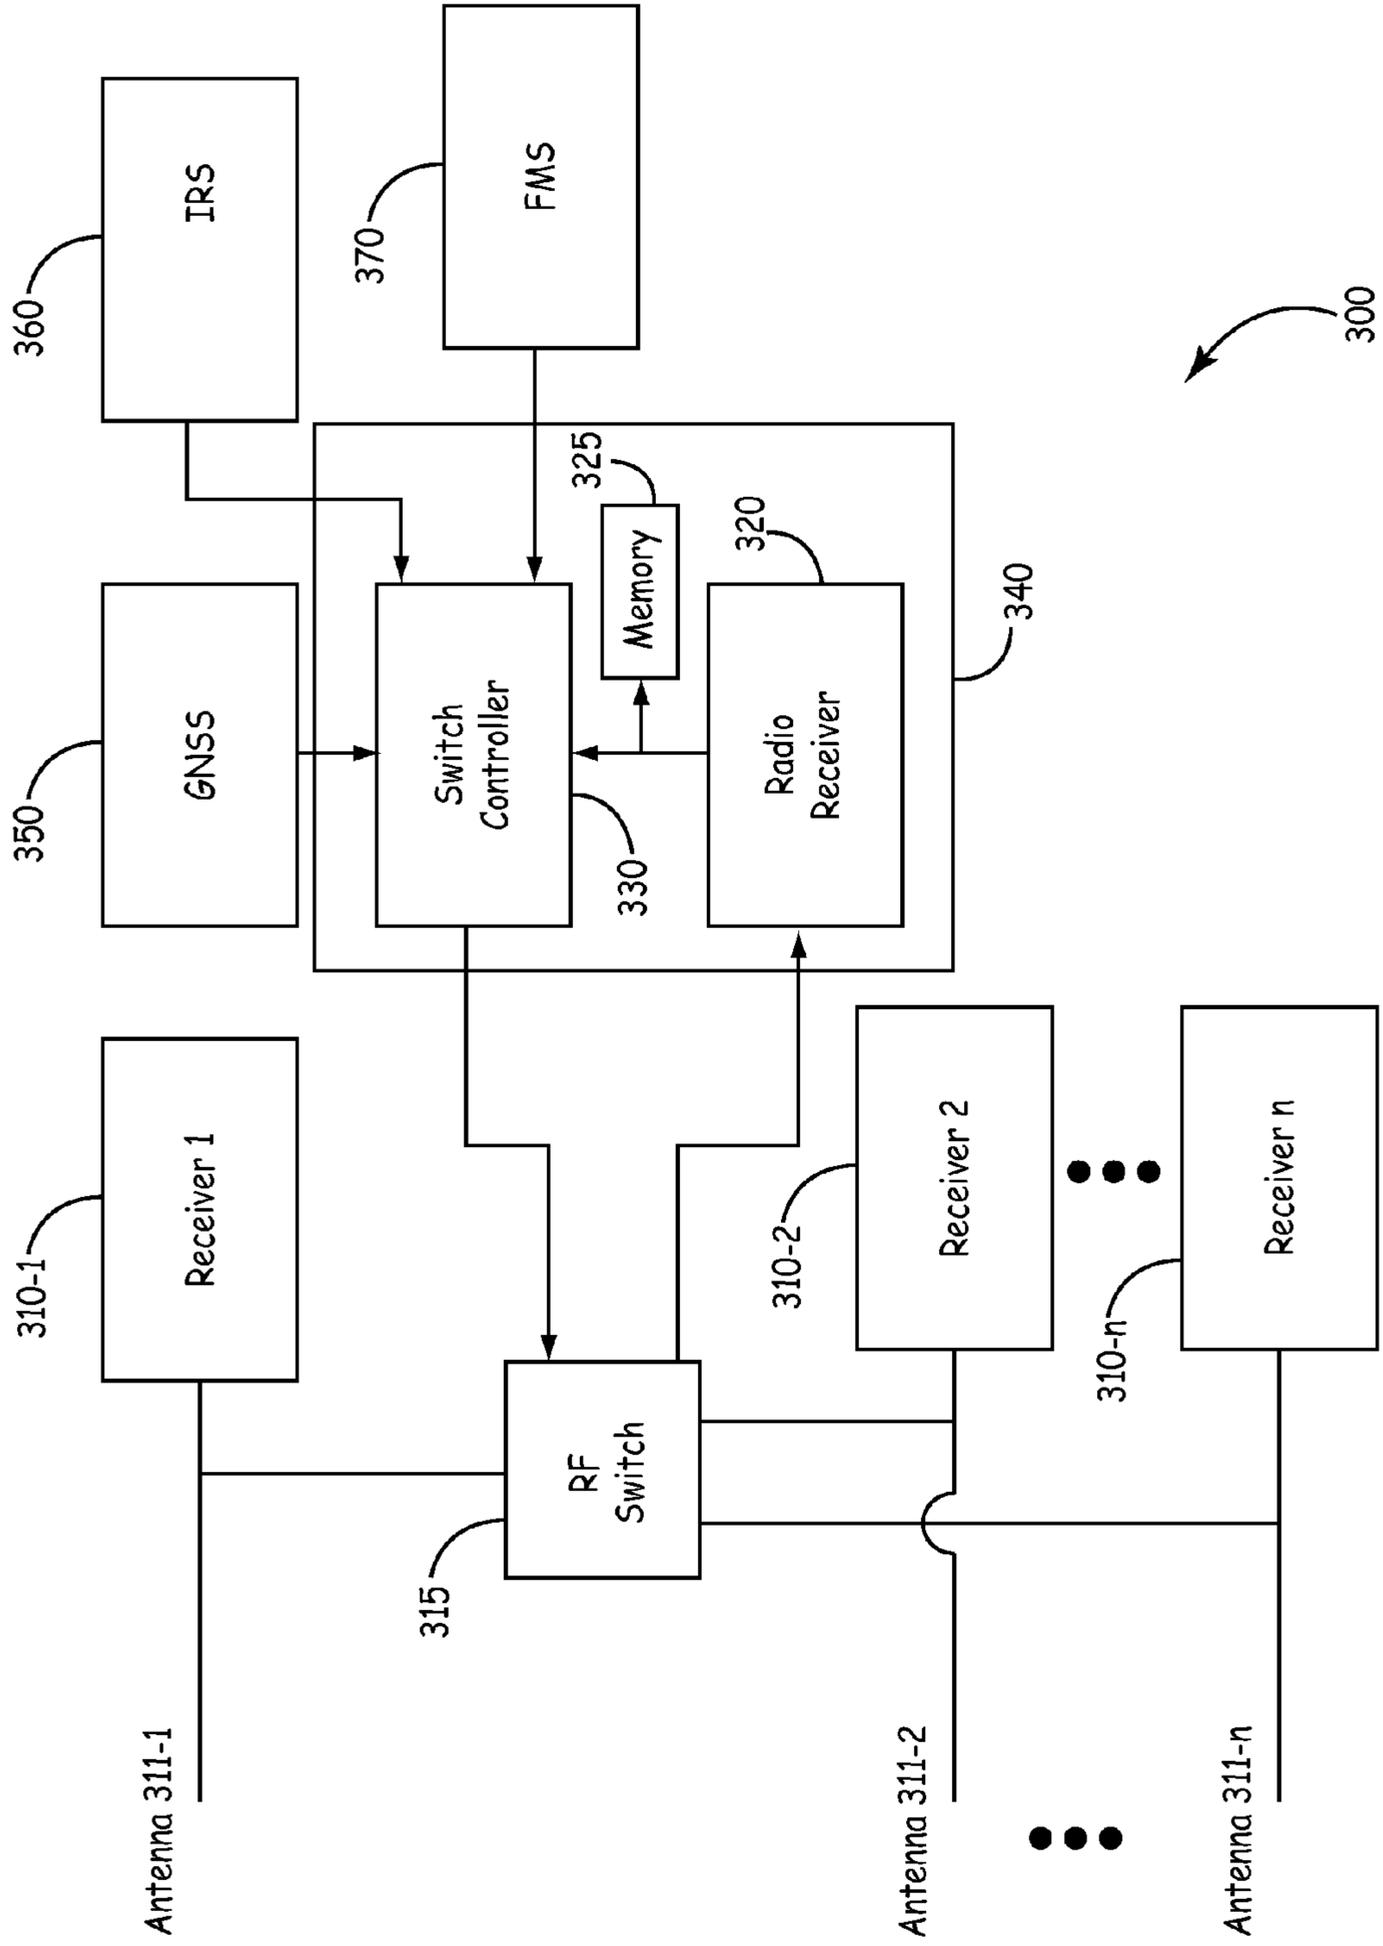 Antenna 311-1
310-1
Receiver 1
350
GNSS
360
IRS
315
RF
Switch
Switch
Controller
330
Memory
325
370
FMS
Radio
Receiver
320
340
Antenna 311-2
310-2
Receiver 2
Antenna 311-n
310-n
Receiver n
300